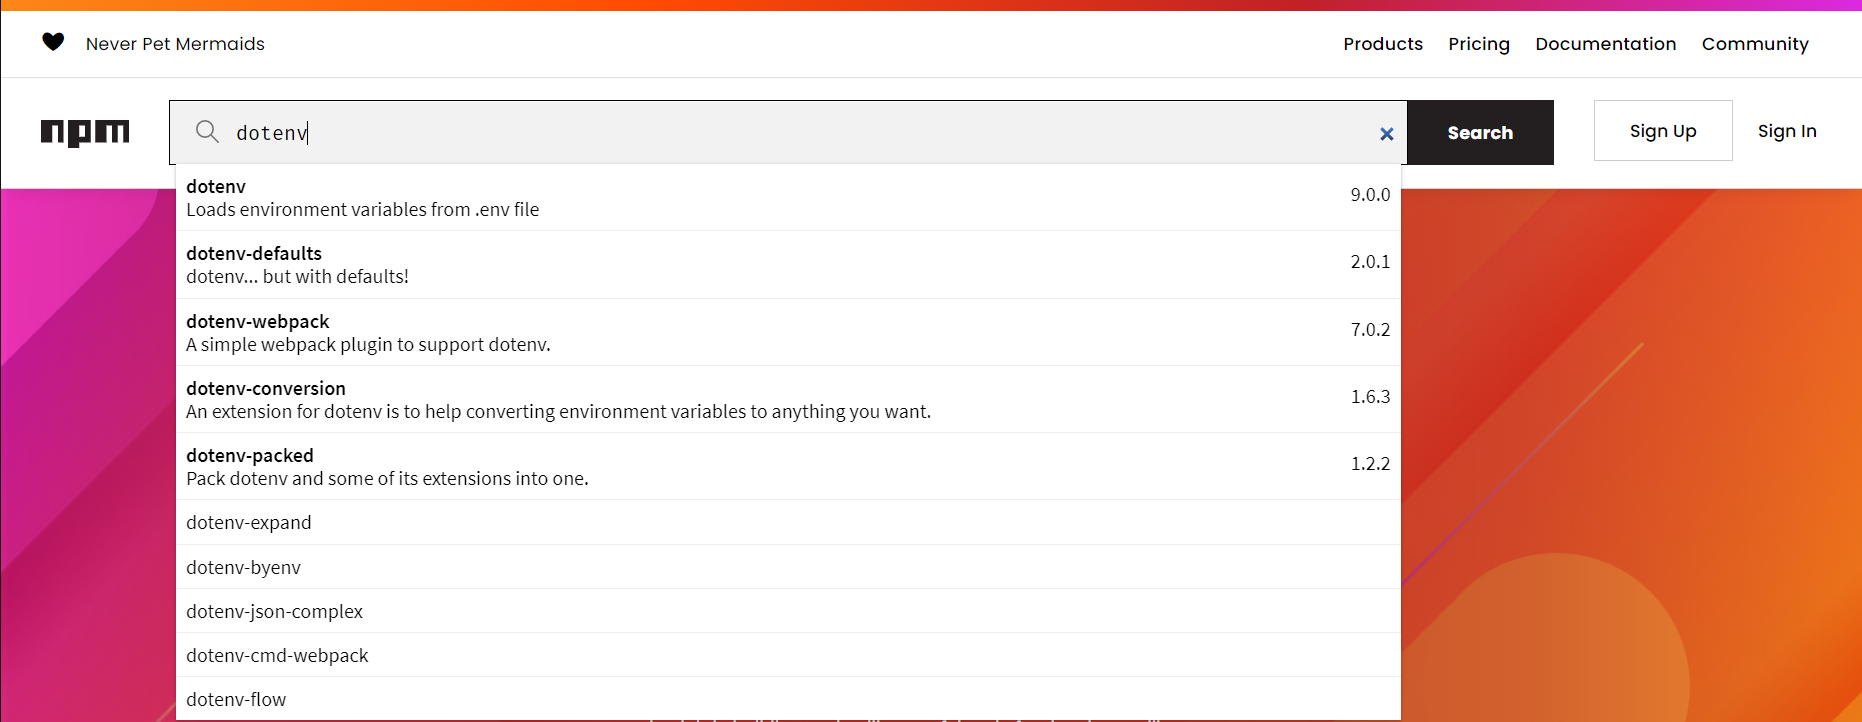 Never Pet Mermaids
Products Pricing Documentation Community
npm
dotenv
×
Search
Sign Up
Sign In
dotenv
Loads environment variables from .env file
9.0.0
dotenv-defaults
dotenv... but with defaults!
2.0.1
dotenv-webpack
A simple webpack plugin to support dotenv.
7.0.2
dotenv-conversion
An extension for dotenv is to help converting environment variables to anything you want.
1.6.3
dotenv-packed
Pack dotenv and some of its extensions into one.
1.2.2
dotenv-expand
dotenv-byenv
dotenv-json-complex
dotenv-cmd-webpack
dotenv-flow